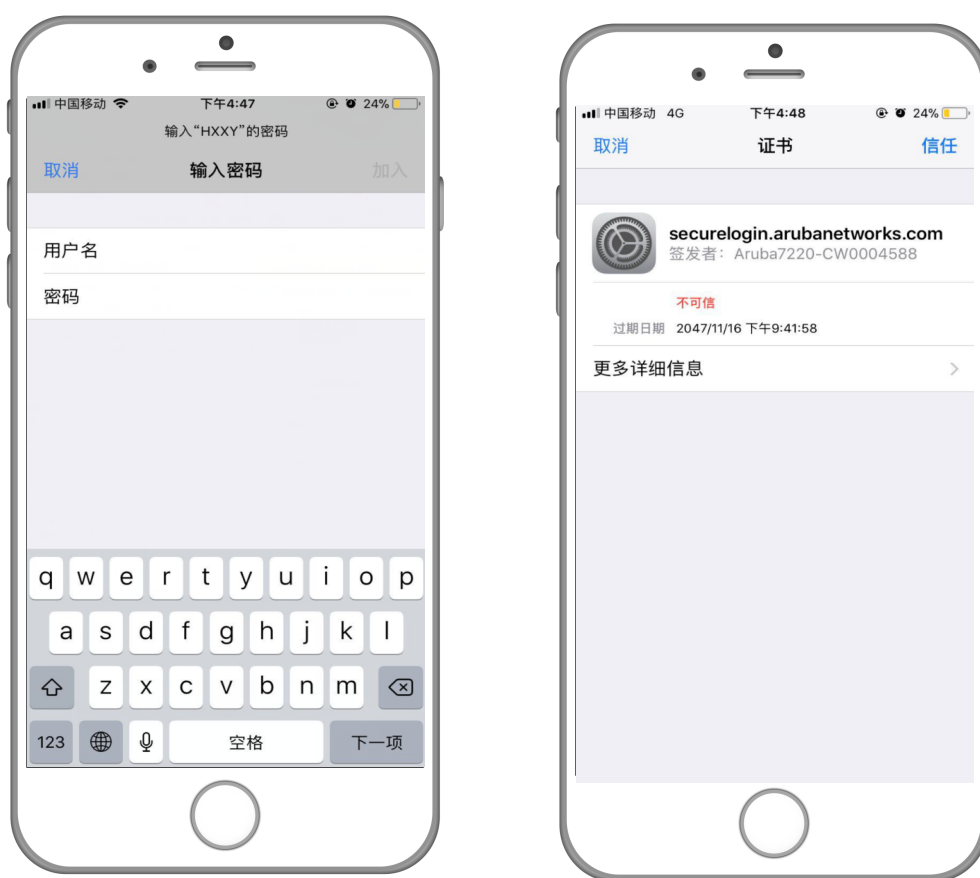 中国移动 下午4:47 24%
输入“HXXY”的密码
取消 输入密码 加入
用户名
密码
q w e r t y u i o p
a s d f g h j k l
z x c v b n m
123 空格 下一项
中国移动 4G 下午4:48 24%
取消 证书 信任
securelogin.arubanetworks.com
签发者：Aruba7220-CW0004588
不可信
过期日期 2047/11/16 下午9:41:58
更多详细信息